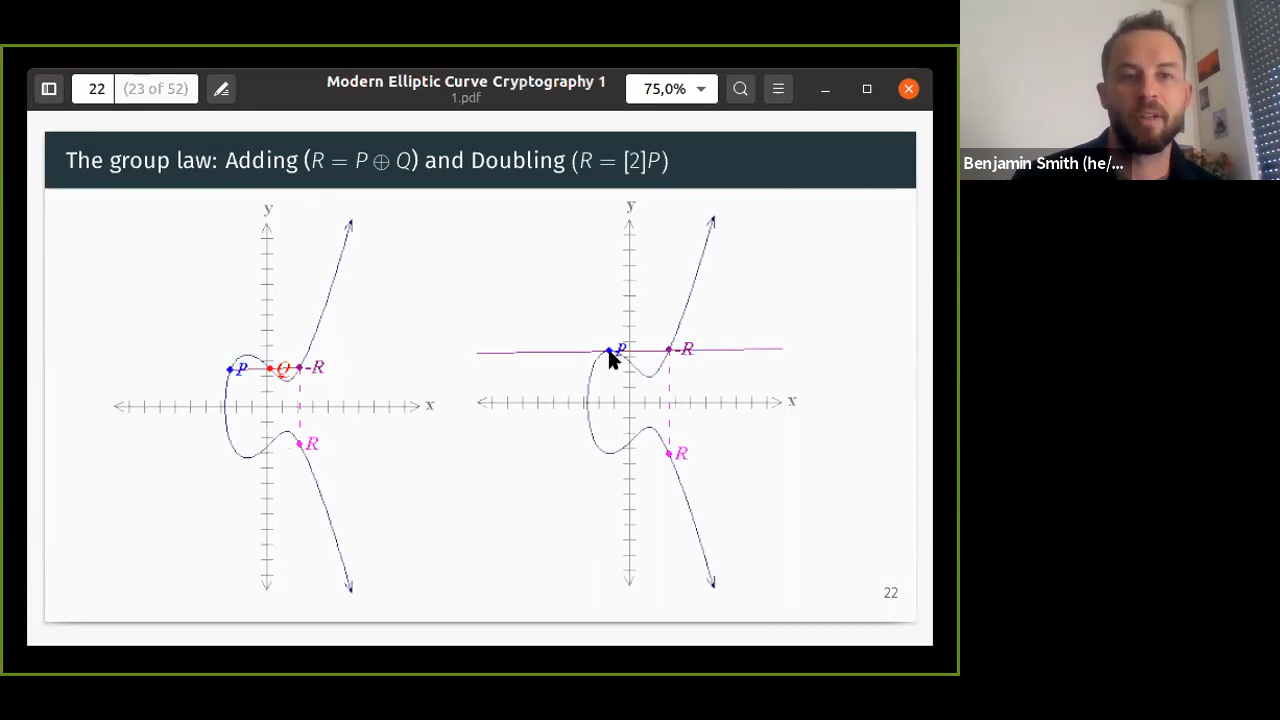 22 (23 of 52)
Modern Elliptic Curve Cryptography 1
1.pdf
75,0%
Benjamin Smith (he/...
The group law: Adding (R = P ⊕ Q) and Doubling (R = [2]P)
y
P Q -R
x
R
y
P -R
x
R
22